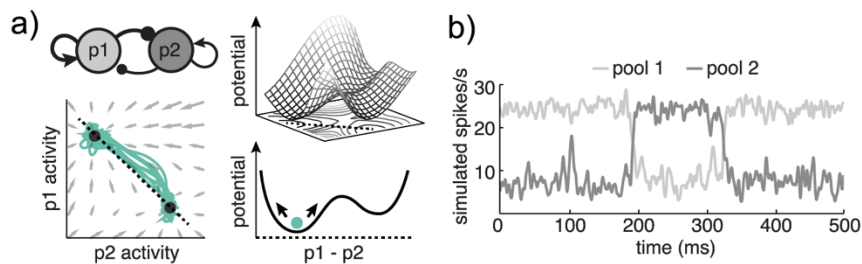 a)
p1
p2
p1 activity
p2 activity
potential
potential
p1 - p2
b)
pool 1
pool 2
simulated spikes/s
30
20
10
0
100
200
300
400
500
time (ms)